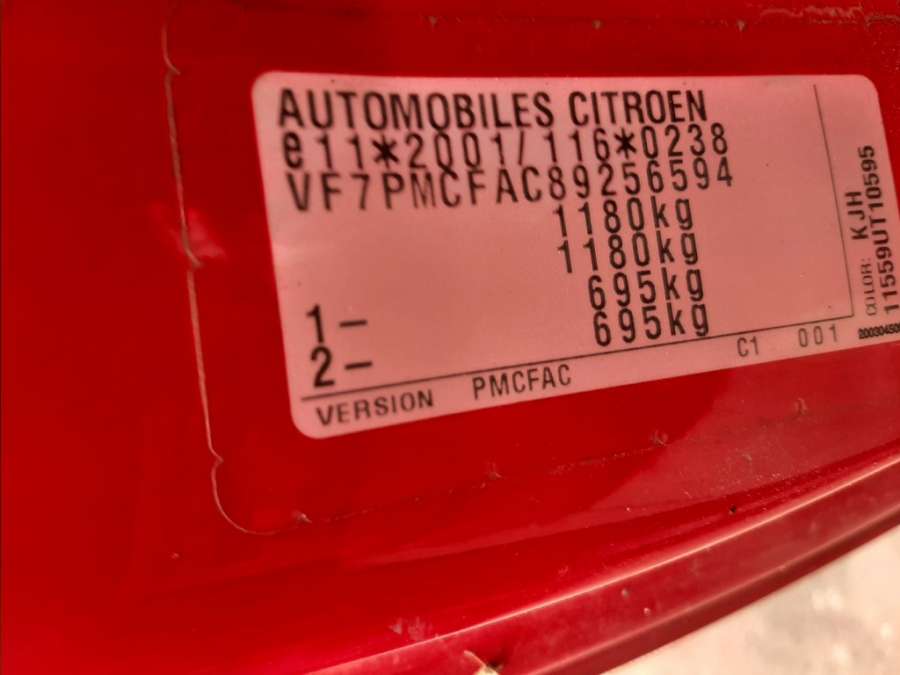 AUTOMOBILES CITROEN
e11*2001/116*0238
VF7PMCFAC89256594
1180kg
1180kg
1– 695kg
2– 695kg
VERSION PMCFAC C1 001
COLOR: KJH
11559UT10595